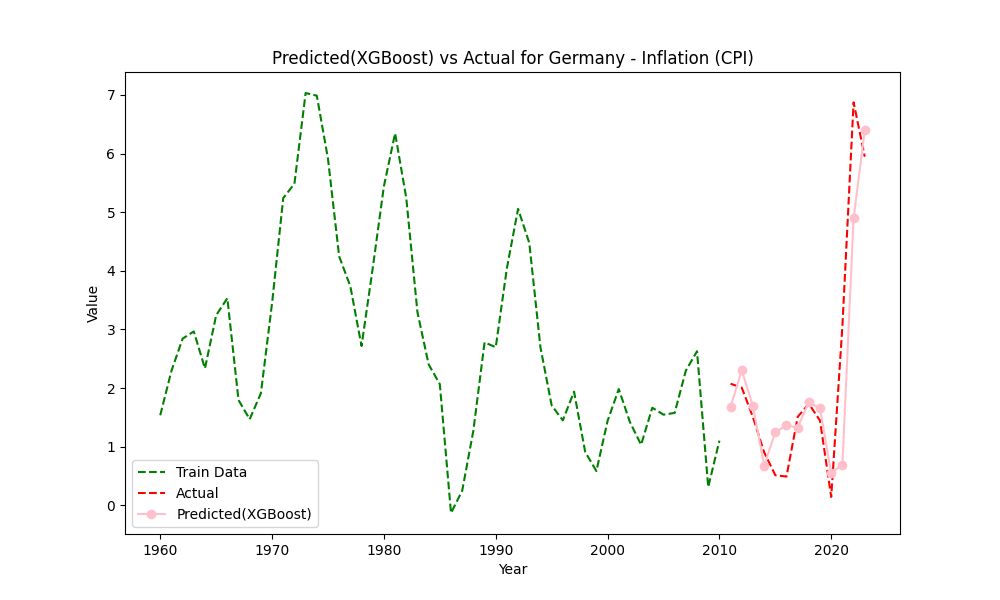 Predicted(XGBoost) vs Actual for Germany - Inflation (CPI)
Value
7
6
5
4
3
2
1
0
Train Data
Actual
Predicted(XGBoost)
1960 1970 1980 1990 2000 2010 2020
Year